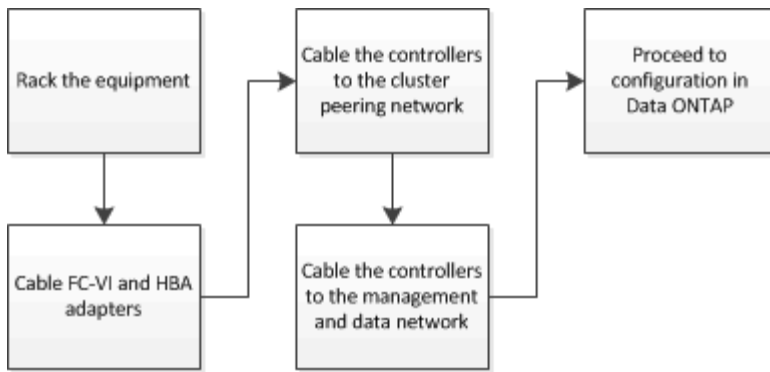 Rack the equipment
Cable FC-VI and HBA
adapters
Cable the controllers
to the cluster
peering network
Cable the controllers
to the management
and data network
Proceed to
configuration in
Data ONTAP